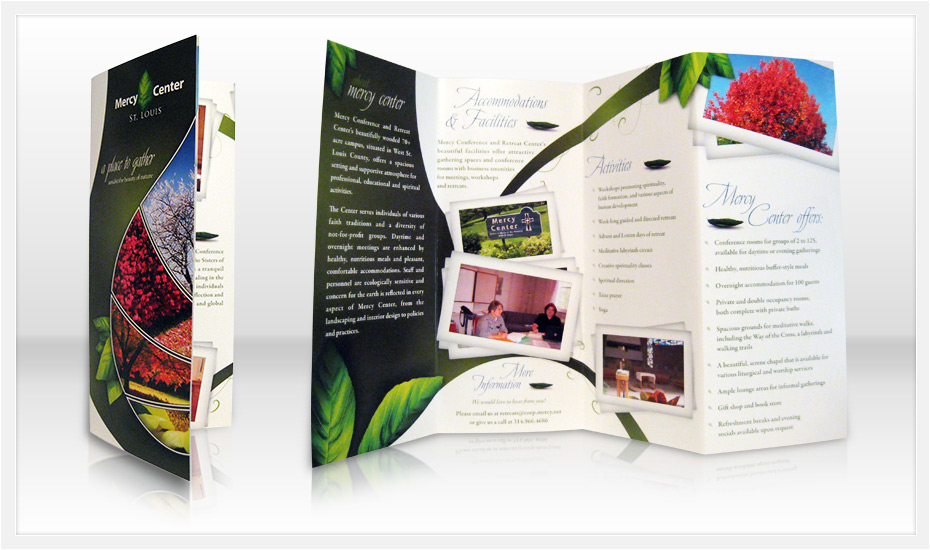 Mercy Center
ST. LOUIS
a place to gather
amidst the beauty of nature
Conference
Sisters of
a tranquil
in the
individuals
and
and global
about
mercy center
Mercy Conference and Retreat
Center's beautifully wooded 70+
acre campus, situated in West St.
Louis County, offers a spacious
setting and supportive atmosphere for
professional, educational and spiritual
activities.
The Center serves individuals of various
faith traditions and a diversity of
not-for-profit groups. Daytime and
overnight meetings are enhanced by
healthy, nutritious meals and pleasant,
comfortable accommodations. Staff and
personnel are ecologically sensitive and
concern for the earth is reflected in every
aspect of Mercy Center, from the
landscaping and interior design to policies
and practices.
Accommodations
& Facilities
Mercy Conference and Retreat Center's
beautiful facilities offer attractive
gathering spaces and conference
rooms with business amenities
for meetings, workshops
and retreats.
Mercy
Center
More
Information
We would love to hear from you!
Please email us at retreats@corp.mercy.net
or give us a call at 314.966.4686
Activities
Workshops promoting spirituality,
faith formation, and various aspects of
human development
Week-long guided and directed retreats
Advent and Lenten days of retreat
Meditative labyrinth circuit
Creative spirituality classes
Spiritual direction
Taize prayer
Yoga
Mercy
Center offers:
Conference rooms for groups of 2 to 125,
available for daytime or evening gatherings
Healthy, nutritious buffet-style meals
Overnight accommodation for 100 guests
Private and double occupancy rooms,
both complete with private baths
Spacious grounds for meditative walks,
including the Way of the Cross, a labyrinth and
walking trails
A beautiful, serene chapel that is available for
various liturgical and worship services
Ample lounge areas for informal gatherings
Gift shop and book store
Refreshment breaks and evening
socials available upon request